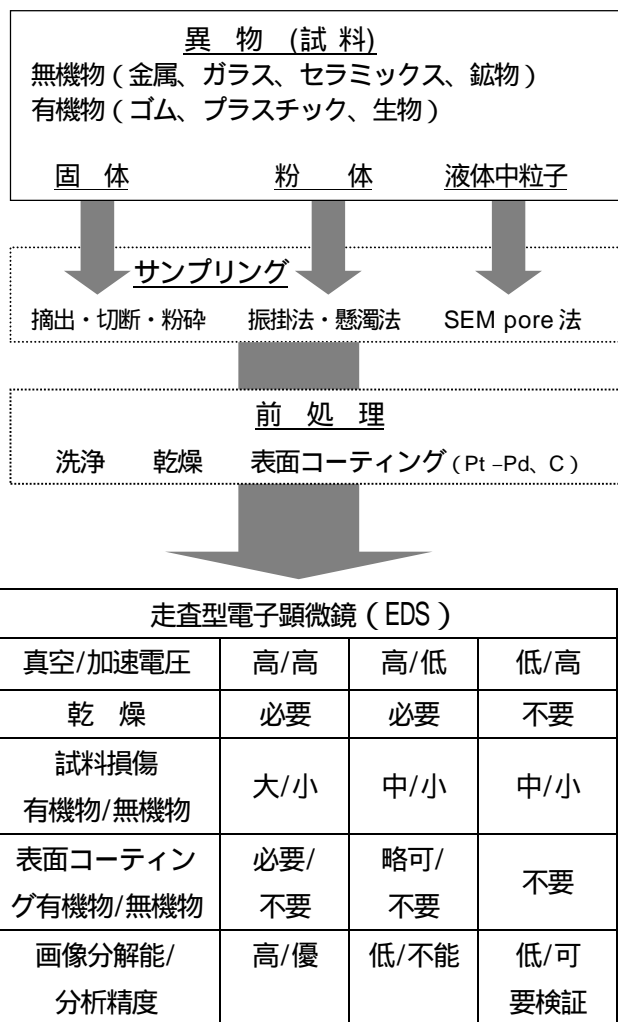 異 物 (試 料)
無機物(金属、ガラス、セラミックス、鉱物)
有機物(ゴム、プラスチック、生物)
固 体 粉 体 液体中粒子
サンプリング
摘出・切断・粉砕 振掛法・懸濁法 SEM pore 法
前 処 理
洗浄 乾燥 表面コーティング(Pt –Pd、C)
走査型電子顕微鏡(EDS)
真空/加速電圧 高/高 高/低 低/高
乾 燥 必要 必要 不要
試料損傷
有機物/無機物 大/小 中/小 中/小
表面コーティン 必要/ 略可/
グ有機物/無機物 不要 不要 不要
画像分解能/ 高/優 低/不能 低/可
分析精度 要検証